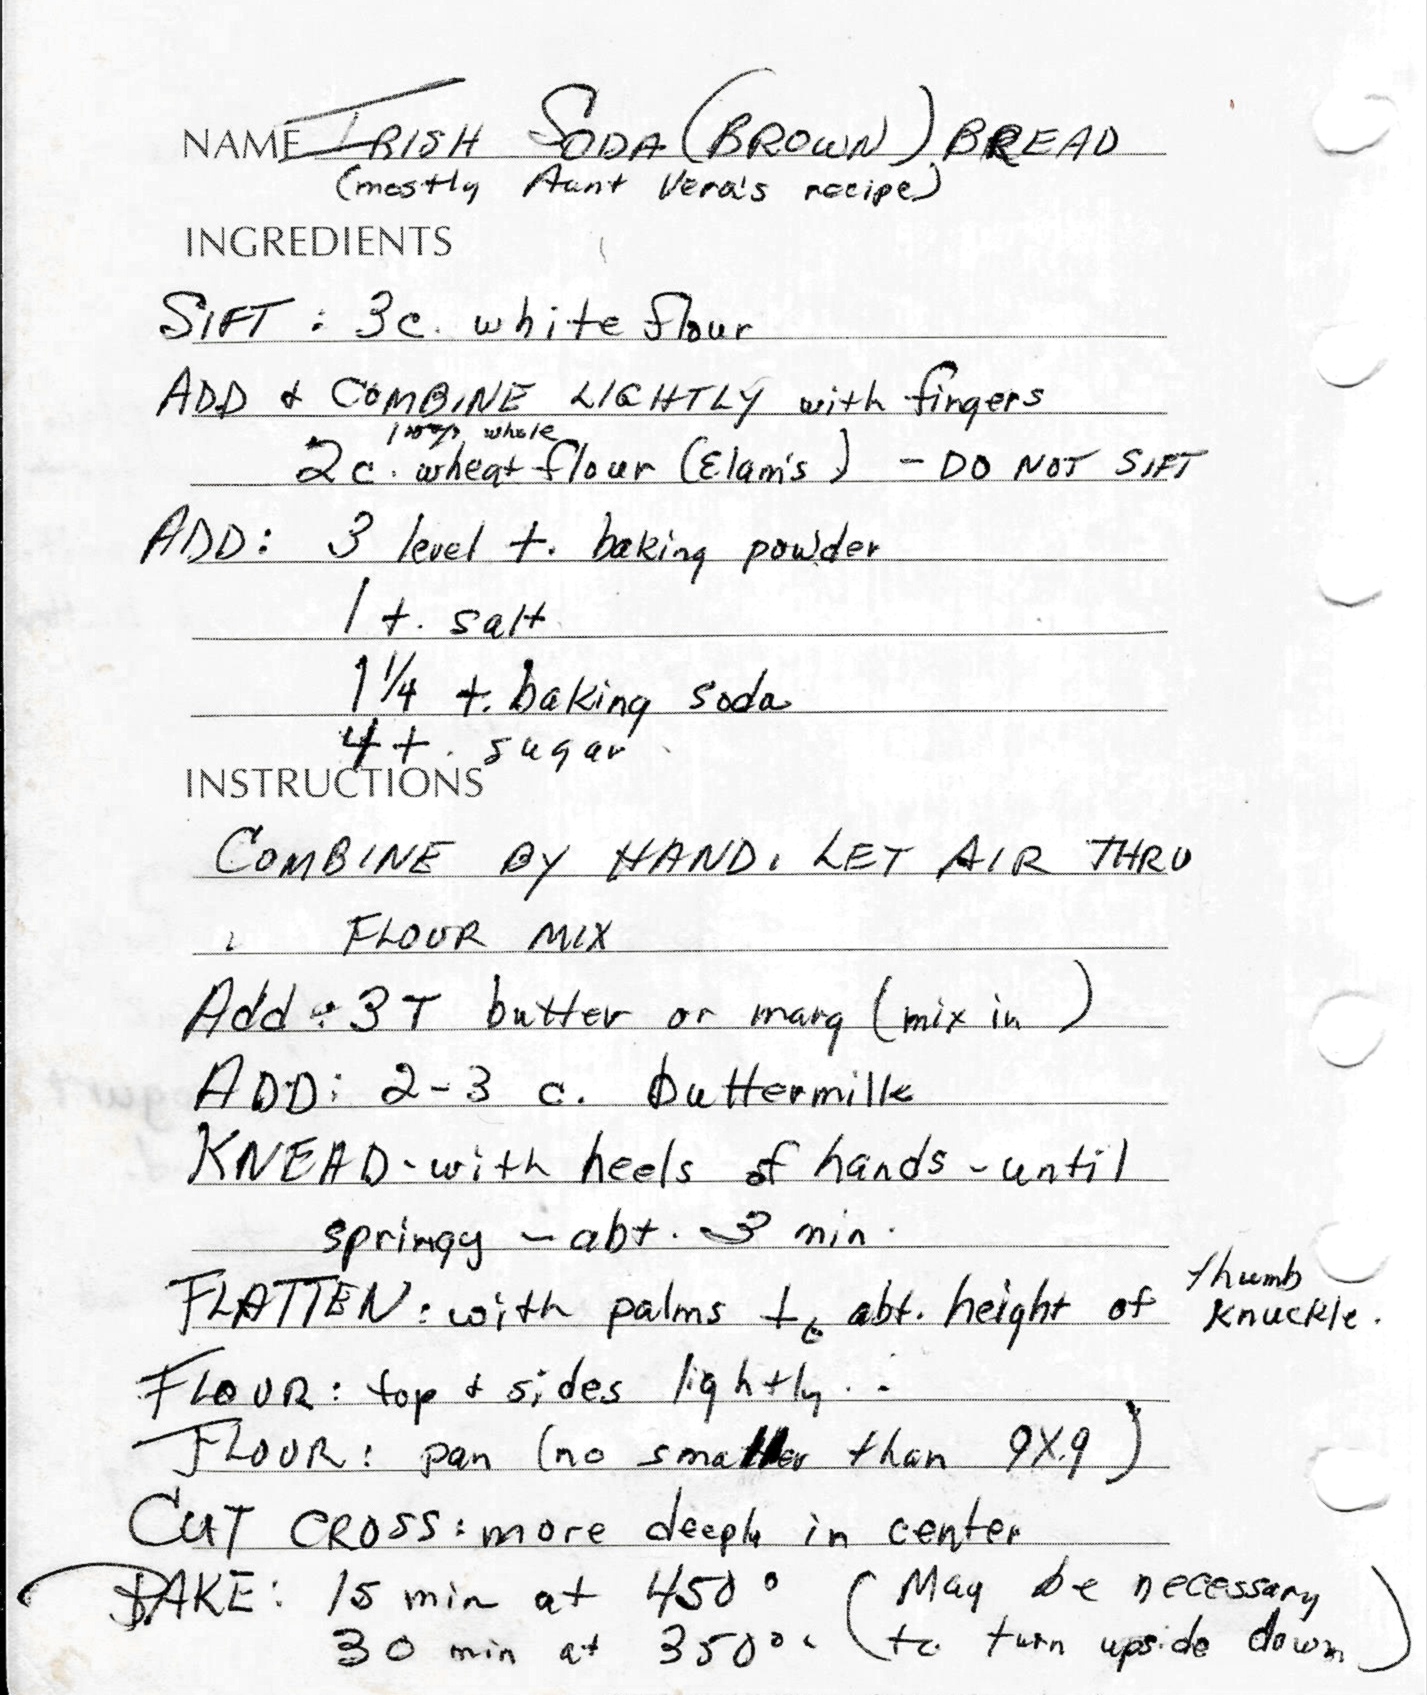 NAME IRISH SODA (BROWN) BREAD
(mostly Aunt Vera's recipe)
INGREDIENTS
SIFT: 3c. white flour
ADD & COMBINE LIGHTLY with fingers
100% whole
2c. wheat flour (Elam's) - DO NOT SIFT
ADD: 3 level t. baking powder
1 t. salt
1 1/4 t. baking soda
4 t. sugar
INSTRUCTIONS
COMBINE BY HAND. LET AIR THRU
FLOUR MIX
Add: 3 T butter or marg (mix in)
ADD: 2-3 c. buttermilk
KNEAD - with heels of hands - until
springy - abt. 3 min.
FLATTEN: with palms to abt. height of thumb
knuckle.
FLOUR: top & sides lightly.
FLOUR: pan (no smaller than 9X9)
CUT CROSS: more deeply in center
BAKE: 15 min at 450° (May be necessary
30 min at 350°. to turn upside down)